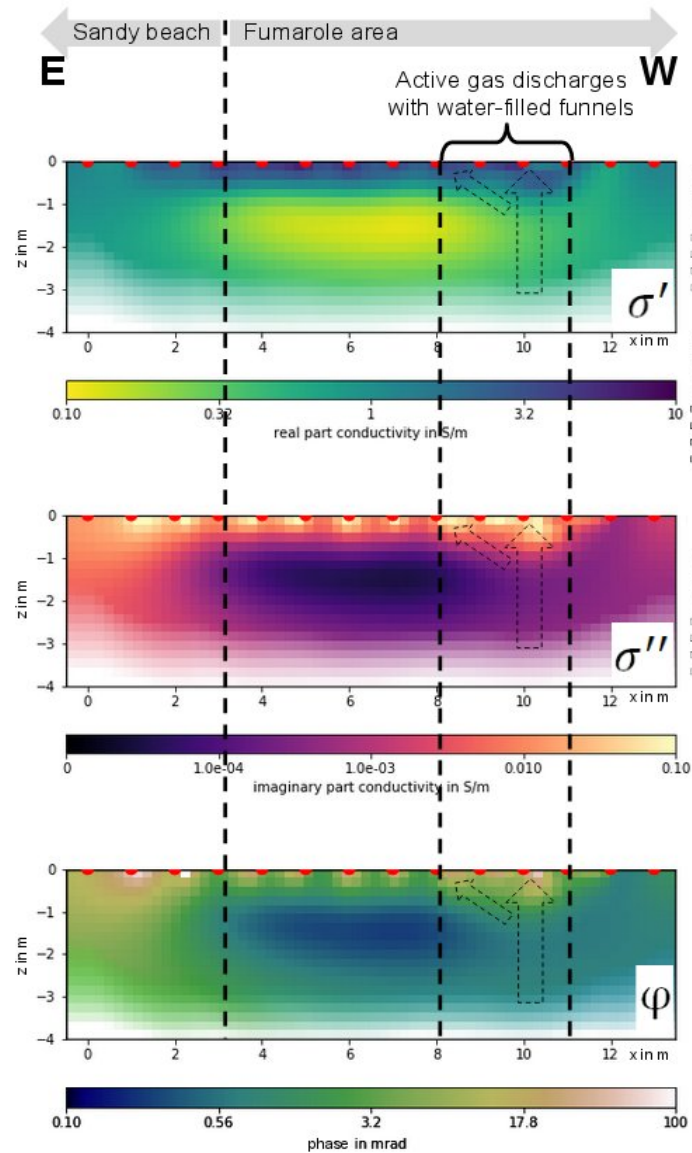 Sandy beach Fumarole area
E W
Active gas discharges
with water-filled funnels
0
−1
−2
−3
−4
z in m
σ′
0 2 4 6 8 10 12 x in m
0.10 0.32 1 3.2 10
real part conductivity in S/m
0
−1
−2
−3
−4
z in m
σ″
0 2 4 6 8 10 12 x in m
0 1.0e-04 1.0e-03 0.010 0.10
imaginary part conductivity in S/m
0
−1
−2
−3
−4
z in m
φ
0 2 4 6 8 10 12 x in m
0.10 0.56 3.2 17.8 100
phase in mrad